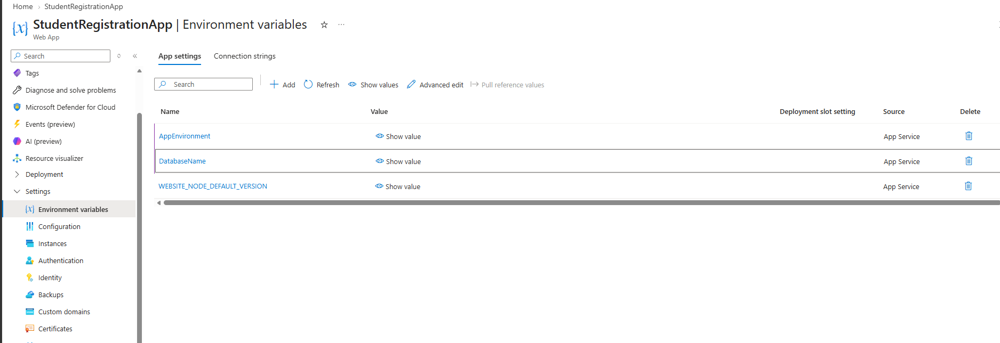 Home > StudentRegistrationApp
{x} StudentRegistrationApp | Environment variables ☆ ···
Web App
Search
Tags
Diagnose and solve problems
Microsoft Defender for Cloud
Events (preview)
AI (preview)
Resource visualizer
Deployment
Settings
Environment variables
Configuration
Instances
Authentication
Identity
Backups
Custom domains
Certificates
App settings Connection strings
Search Add Refresh Show values Advanced edit Pull reference values
Name Value Deployment slot setting Source Delete
AppEnvironment Show value App Service
DatabaseName Show value App Service
WEBSITE_NODE_DEFAULT_VERSION Show value App Service